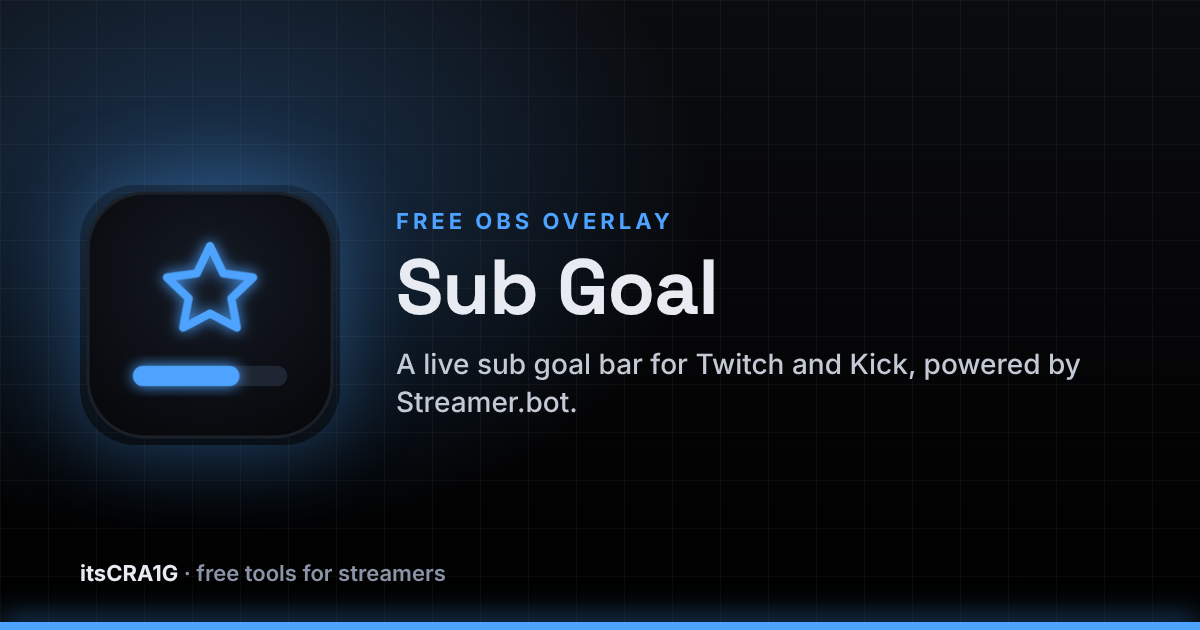 FREE OBS OVERLAY
Sub Goal
A live sub goal bar for Twitch and Kick, powered by
Streamer.bot.
itsCRA1G · free tools for streamers